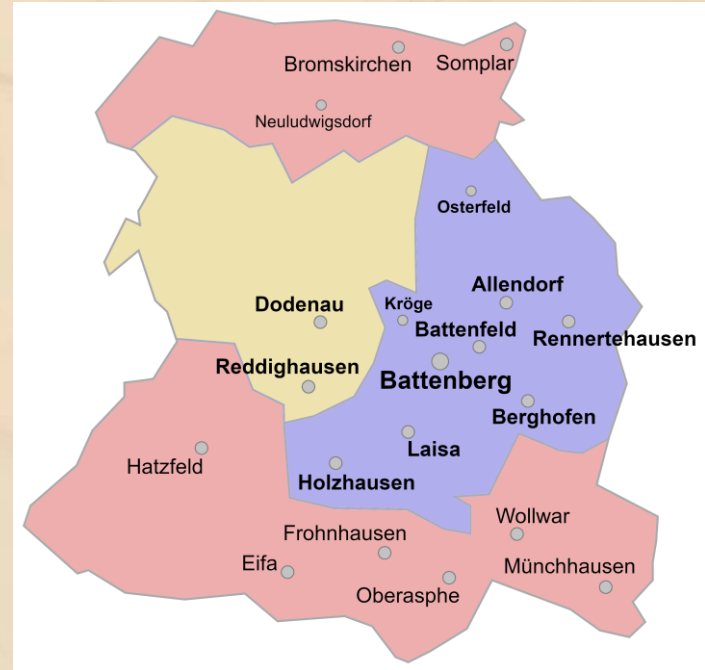 Bromskirchen
Somplar
Neuludwigsdorf
Osterfeld
Allendorf
Dodenau
Kröge
Battenfeld
Rennertehausen
Reddighausen
Battenberg
Berghofen
Laisa
Hatzfeld
Holzhausen
Wollwar
Frohnhausen
Eifa
Münchhausen
Oberasphe